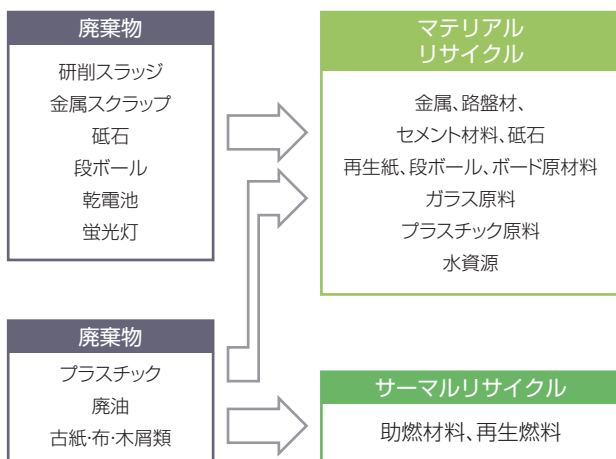 廃棄物
研削スラッジ
金属スクラップ
砥石
段ボール
乾電池
蛍光灯
マテリアル
リサイクル
金属、路盤材、
セメント材料、砥石
再生紙、段ボール、ボード原材料
ガラス原料
プラスチック原料
水資源
廃棄物
プラスチック
廃油
古紙・布・木屑類
サーマルリサイクル
助燃材料、再生燃料